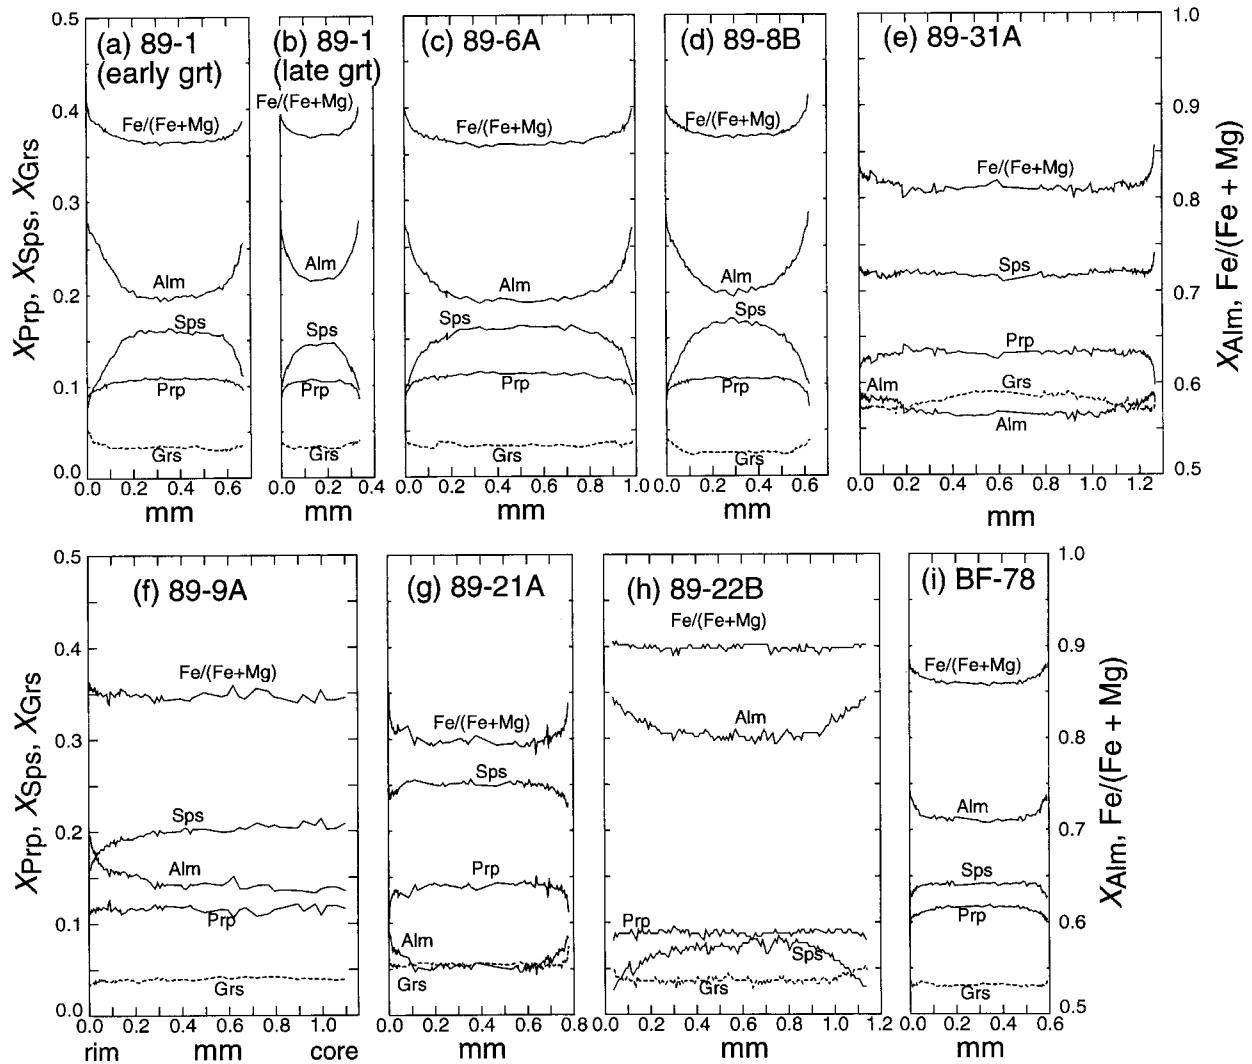 (a) 89-1
(early grt)
(b) 89-1
(late grt)
(c) 89-6A
(d) 89-8B
(e) 89-31A
0.5
0.4
0.3
0.2
0.1
0.0
XPrp, XSps, XGrs
Fe/(Fe+Mg)
Alm
Sps
Prp
Grs
0.0 0.2 0.4 0.6
mm
Fe/(Fe+Mg)
Alm
Sps
Prp
Grs
0.0 0.2 0.4
mm
Fe/(Fe+Mg)
Alm
Sps
Prp
Grs
0.0 0.2 0.4 0.6 0.8 1.0
mm
Fe/(Fe+Mg)
Alm
Sps
Prp
Grs
0.0 0.2 0.4 0.6 0.8
mm
Fe/(Fe+Mg)
Sps
Prp
Alm
Grs
Alm
0.0 0.2 0.4 0.6 0.8 1.0 1.2
mm
1.0
0.9
0.8
0.7
0.6
0.5
XAlm, Fe/(Fe + Mg)
(f) 89-9A
(g) 89-21A
(h) 89-22B
(i) BF-78
0.5
0.4
0.3
0.2
0.1
0.0
XPrp, XSps, XGrs
Fe/(Fe+Mg)
Sps
Alm
Prp
Grs
0.0 0.2 0.4 0.6 0.8 1.0
rim mm core
Fe/(Fe+Mg)
Sps
Prp
Alm
Grs
0.0 0.2 0.4 0.6 0.8
mm
Fe/(Fe+Mg)
Alm
Prp
Sps
Grs
0.0 0.2 0.4 0.6 0.8 1.0 1.2
mm
Fe/(Fe+Mg)
Alm
Sps
Prp
Grs
0.0 0.2 0.4 0.6
mm
1.0
0.9
0.8
0.7
0.6
0.5
XAlm, Fe/(Fe + Mg)